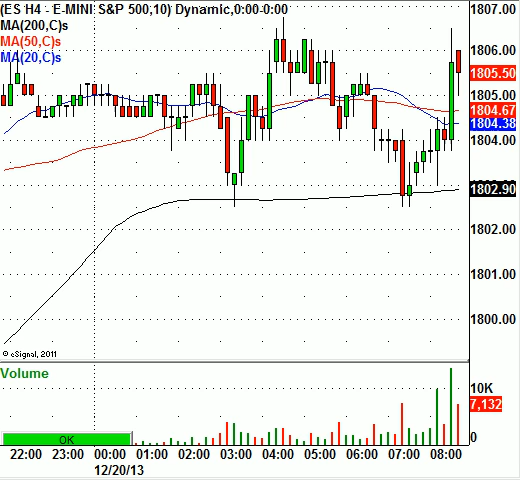 (ES H4 - E-MINI S&P 500,10) Dynamic,0:00-0:00
MA(200,C)s
MA(50,C)s
MA(20,C)s
1807.00
1806.00
1805.50
1805.00
1804.67
1804.38
1804.00
1802.90
1802.00
1801.00
1800.00
© eSignal, 2011
Volume
10K
7,132
0
OK
22:00 23:00 00:00 01:00 02:00 03:00 04:00 05:00 06:00 07:00 08:00
12/20/13